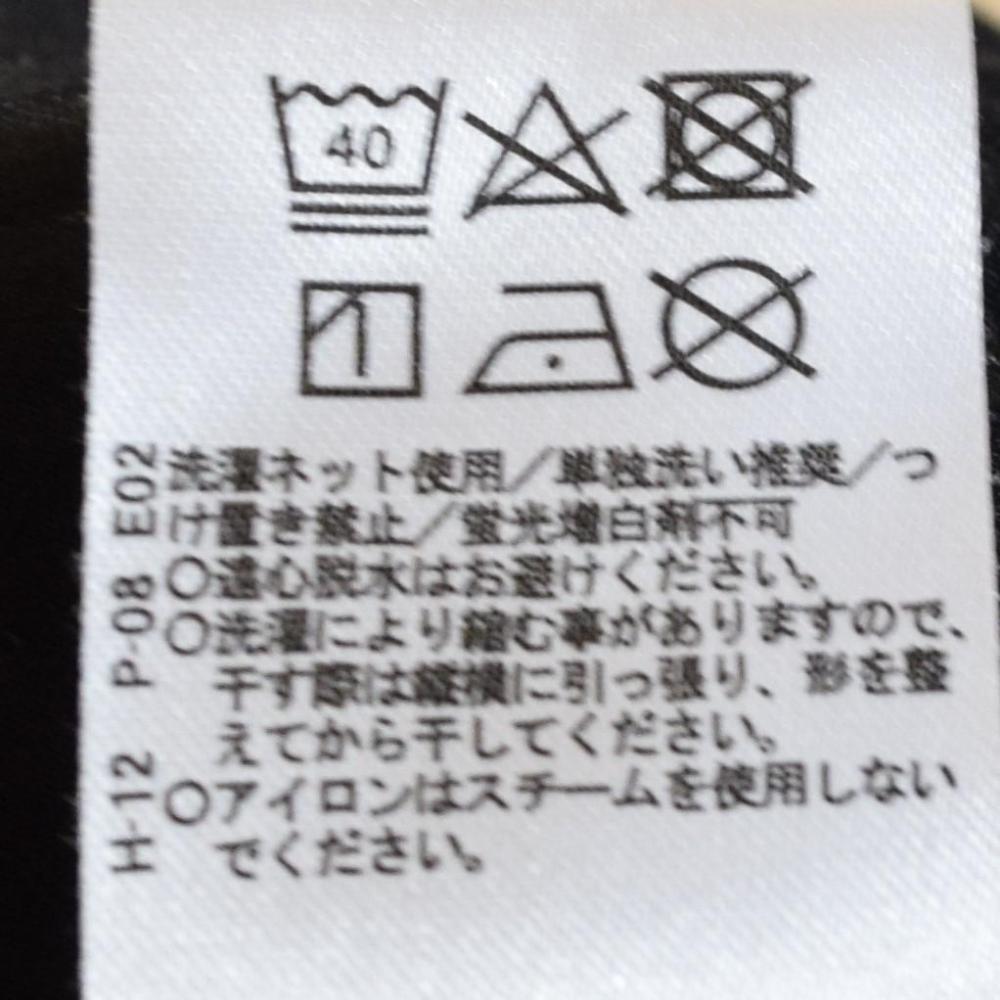 40
洗濯ネット使用／単独洗い推奨／つ
け置き禁止／蛍光増白剤不可
○遠心脱水はお避けください。
○洗濯により縮む事がありますので、
干す際は縦横に引っ張り、形を整
えてから干してください。
○アイロンはスチームを使用しない
でください。
H-12 P-08 E02